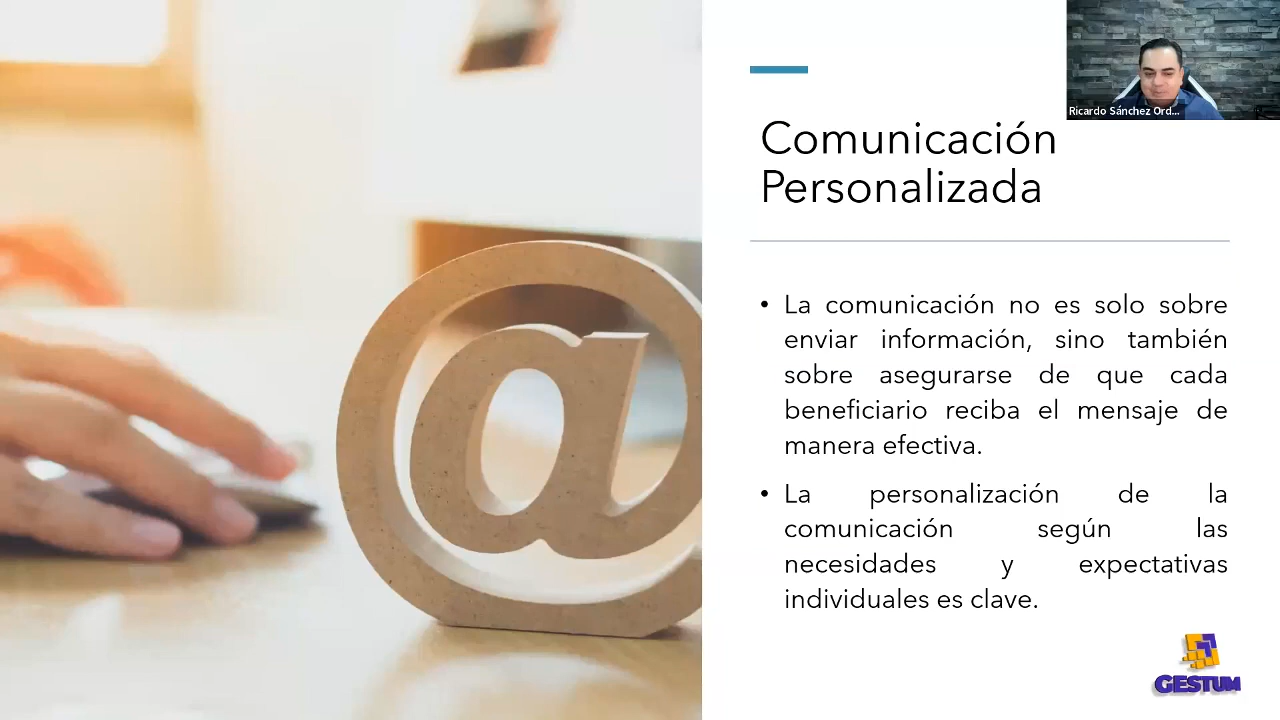 Ricardo Sánchez Ord...
Comunicación
Personalizada
• La comunicación no es solo sobre
enviar información, sino también
sobre asegurarse de que cada
beneficiario reciba el mensaje de
manera efectiva.
• La personalización de la
comunicación según las
necesidades y expectativas
individuales es clave.
GESTUM